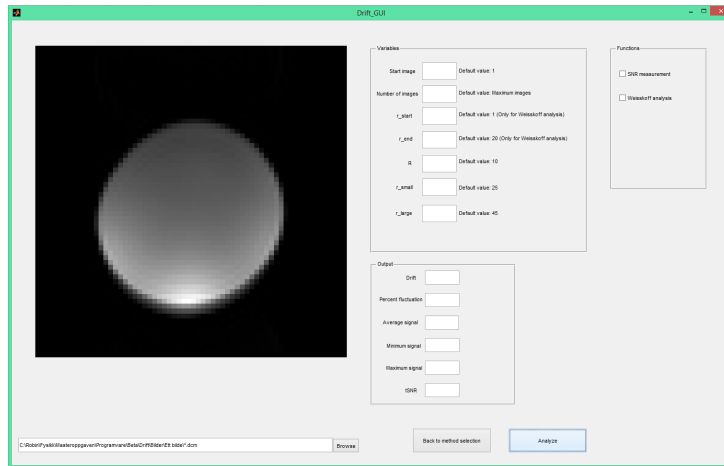 Drift_GUI
Variables
Start image Default value: 1
Number of images Default value: Maximum images
r_start Default value: 1 (Only for Weisskoff analysis)
r_end Default value: 20 (Only for Weisskoff analysis)
R Default value: 10
r_small Default value: 25
r_large Default value: 45
Functions
SNR measurement
Weisskoff analysis
Output
Drift
Percent fluctuation
Average signal
Minimum signal
Maximum signal
tSNR
C:\Robin\Fysikk\Masteroppgaven\Programvare\Beta\Drift\Bilder\Ett bilde\*.dcm
Browse
Back to method selection
Analyze